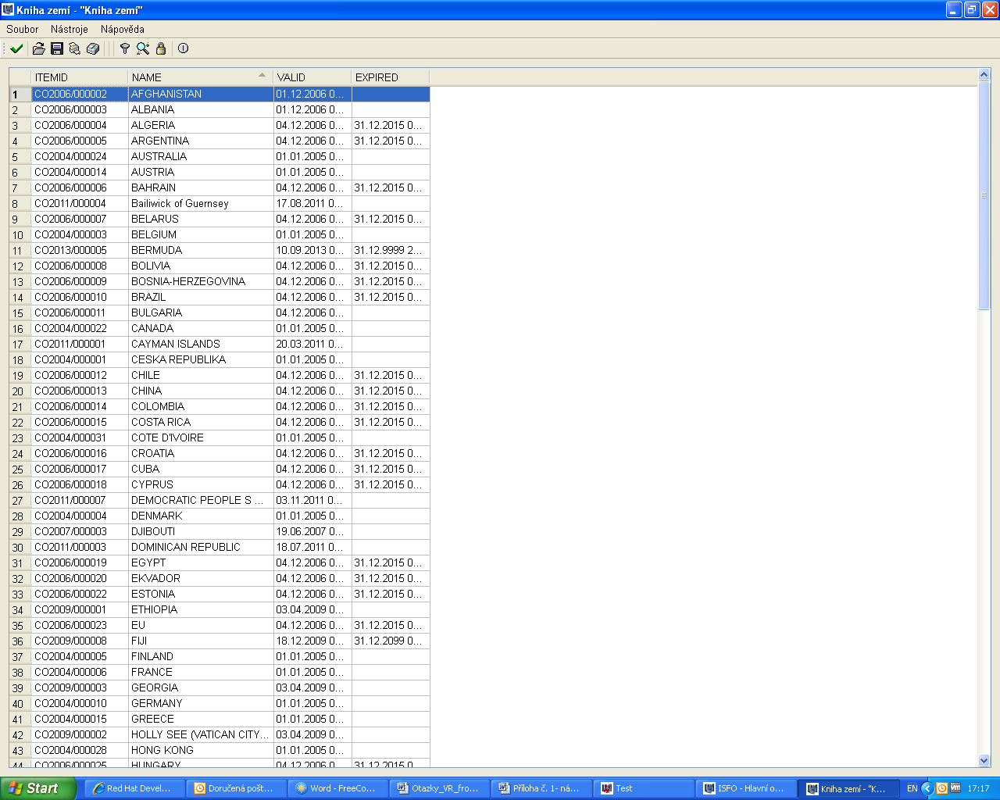 Kniha zemí - "Kniha zemí"
Soubor Nástroje Nápověda
ITEMID NAME VALID EXPIRED
1 CO2006/000002 AFGHANISTAN 01.12.2006 0...
2 CO2006/000003 ALBANIA 01.12.2006 0...
3 CO2006/000004 ALGERIA 04.12.2006 0... 31.12.2015 0...
4 CO2006/000005 ARGENTINA 04.12.2006 0... 31.12.2015 0...
5 CO2004/000024 AUSTRALIA 01.01.2005 0...
6 CO2004/000014 AUSTRIA 01.01.2005 0...
7 CO2006/000006 BAHRAIN 04.12.2006 0... 31.12.2015 0...
8 CO2011/000004 Bailiwick of Guernsey 17.08.2011 0...
9 CO2006/000007 BELARUS 04.12.2006 0... 31.12.2015 0...
10 CO2004/000003 BELGIUM 01.01.2005 0...
11 CO2013/000005 BERMUDA 10.09.2013 0... 31.12.9999 2...
12 CO2006/000008 BOLIVIA 04.12.2006 0... 31.12.2015 0...
13 CO2006/000009 BOSNIA-HERZEGOVINA 04.12.2006 0... 31.12.2015 0...
14 CO2006/000010 BRAZIL 04.12.2006 0... 31.12.2015 0...
15 CO2006/000011 BULGARIA 04.12.2006 0...
16 CO2004/000022 CANADA 01.01.2005 0...
17 CO2011/000001 CAYMAN ISLANDS 20.03.2011 0...
18 CO2004/000001 CESKA REPUBLIKA 01.01.2005 0...
19 CO2006/000012 CHILE 04.12.2006 0... 31.12.2015 0...
20 CO2006/000013 CHINA 04.12.2006 0... 31.12.2015 0...
21 CO2006/000014 COLOMBIA 04.12.2006 0... 31.12.2015 0...
22 CO2006/000015 COSTA RICA 04.12.2006 0... 31.12.2015 0...
23 CO2004/000031 COTE D'IVOIRE 01.01.2005 0...
24 CO2006/000016 CROATIA 04.12.2006 0... 31.12.2015 0...
25 CO2006/000017 CUBA 04.12.2006 0... 31.12.2015 0...
26 CO2006/000018 CYPRUS 04.12.2006 0... 31.12.2015 0...
27 CO2011/000007 DEMOCRATIC PEOPLE S ... 03.11.2011 0...
28 CO2004/000004 DENMARK 01.01.2005 0...
29 CO2007/000003 DJIBOUTI 19.06.2007 0...
30 CO2011/000003 DOMINICAN REPUBLIC 18.07.2011 0...
31 CO2006/000019 EGYPT 04.12.2006 0... 31.12.2015 0...
32 CO2006/000020 EKVADOR 04.12.2006 0... 31.12.2015 0...
33 CO2006/000022 ESTONIA 04.12.2006 0... 31.12.2015 0...
34 CO2009/000001 ETHIOPIA 03.04.2009 0...
35 CO2006/000023 EU 04.12.2006 0... 31.12.2015 0...
36 CO2009/000008 FIJI 18.12.2009 0... 31.12.2099 0...
37 CO2004/000005 FINLAND 01.01.2005 0...
38 CO2004/000006 FRANCE 01.01.2005 0...
39 CO2009/000003 GEORGIA 03.04.2009 0...
40 CO2004/000010 GERMANY 01.01.2005 0...
41 CO2004/000015 GREECE 01.01.2005 0...
42 CO2009/000002 HOLLY SEE (VATICAN CITY... 03.04.2009 0...
43 CO2004/000028 HONG KONG 01.01.2005 0...
44 CO2006/000025 HUNGARY 04.12.2006 0... 31.12.2015 0...
Start Red Hat Devel... Doručená pošt... Word - FreeCo... Otazky_VR_fro... Příloha č. 1- ná... Test ISFO - Hlavní o... Kniha zemí - "K... EN 17:17